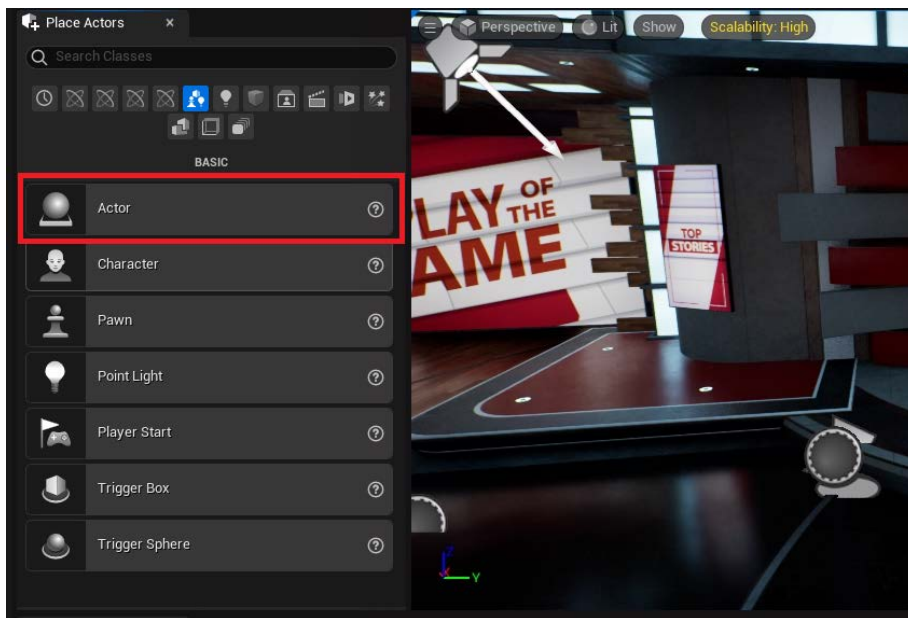 Place Actors
Search Classes
BASIC
Actor
Character
Pawn
Point Light
Player Start
Trigger Box
Trigger Sphere
Perspective
Lit
Show
Scalability: High
LAY OF
THE
AME
TOP
STORIES
Z
Y